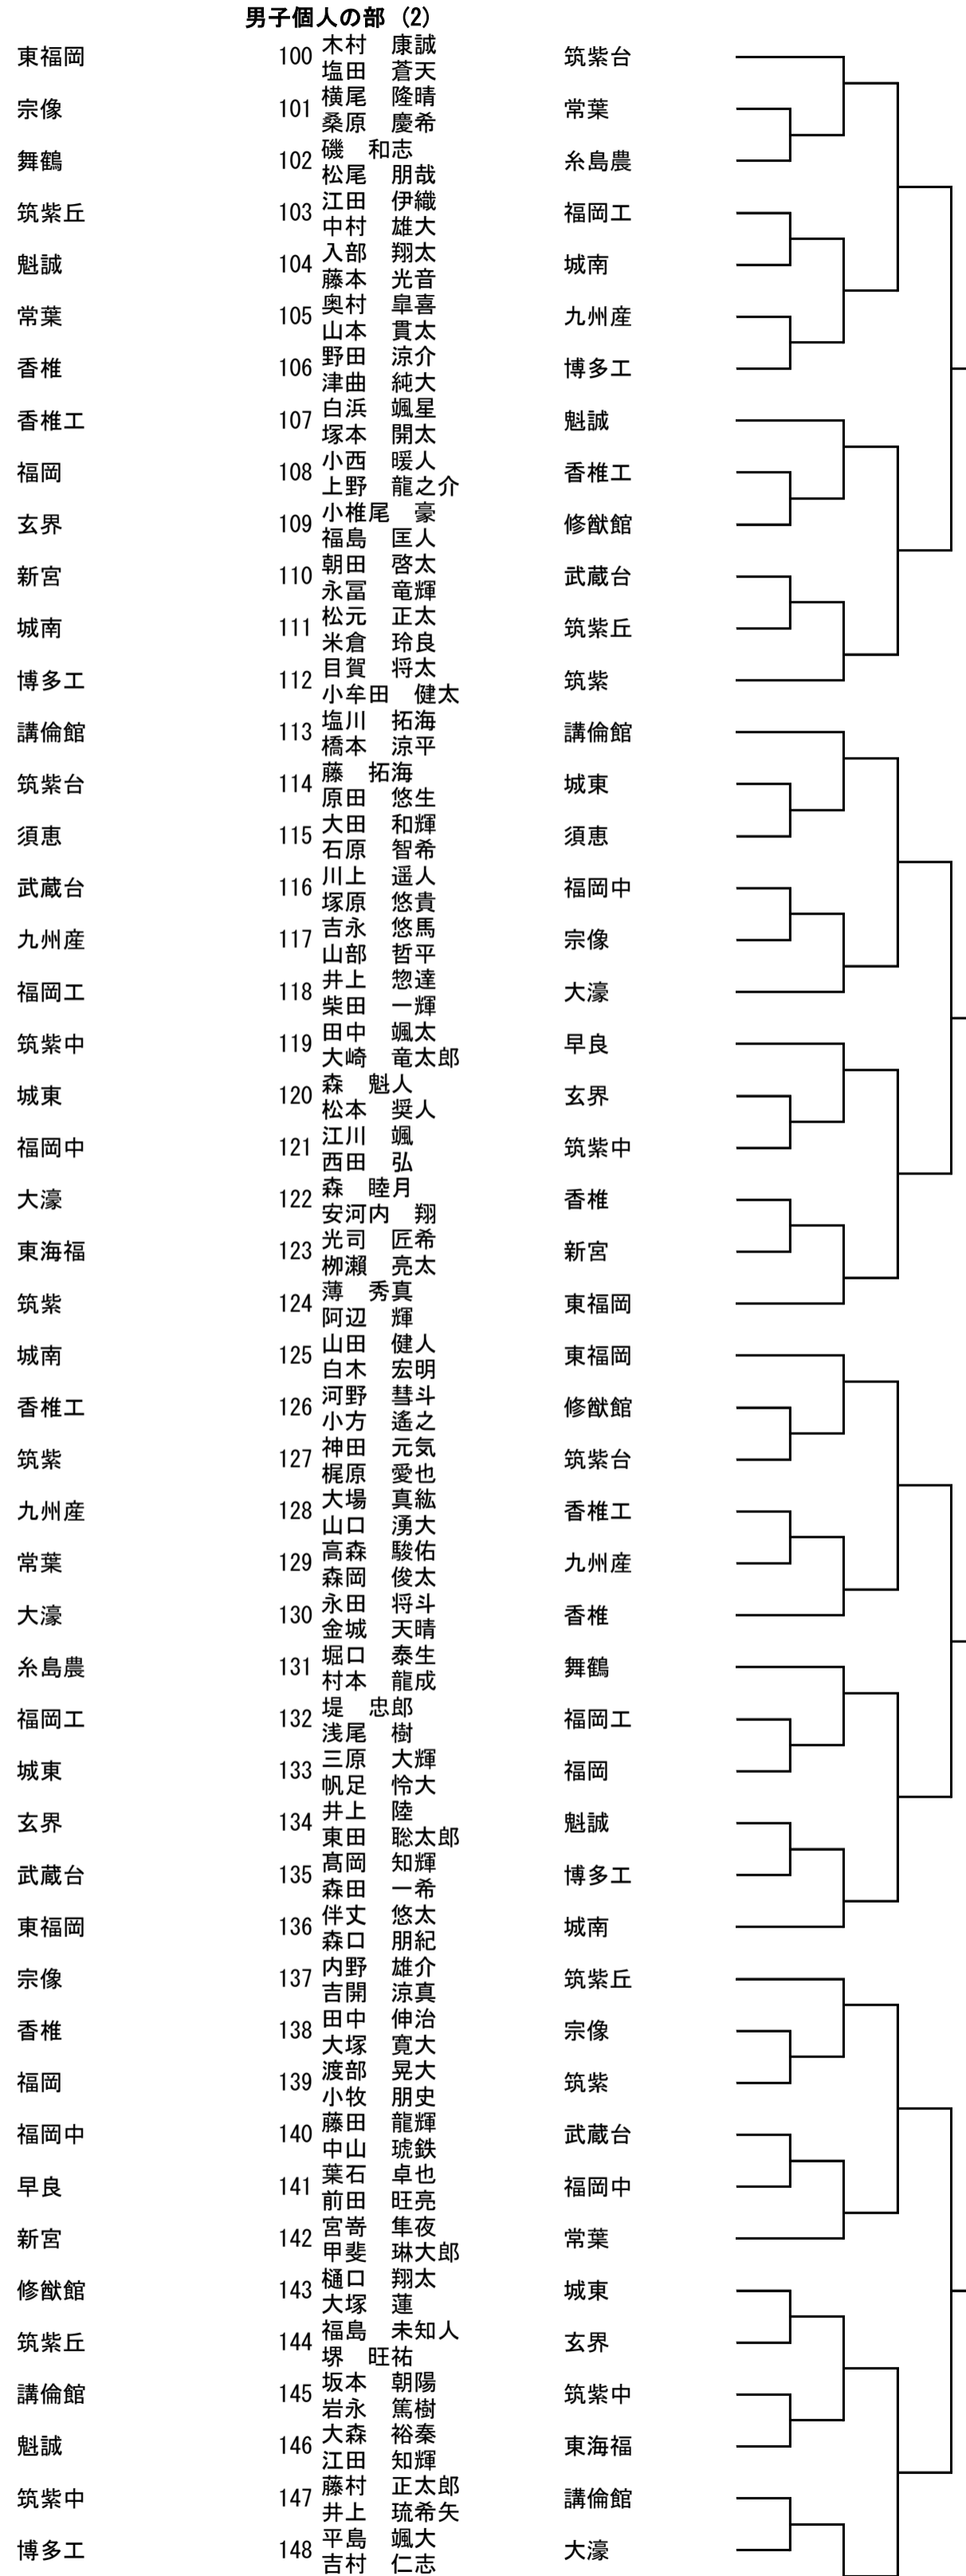 男子個人の部 (2)
東福岡 100 木村 康誠 塩田 蒼天 筑紫台
宗像 101 横尾 隆晴 桑原 慶希 常葉
舞鶴 102 磯 和志 松尾 朋哉 糸島農
筑紫丘 103 江田 伊織 中村 雄大 福岡工
魁誠 104 入部 翔太 藤本 光音 城南
常葉 105 奥村 皐喜 山本 貫太 九州産
香椎 106 野田 涼介 津曲 純大 博多工
香椎工 107 白浜 颯星 塚本 開太 魁誠
福岡 108 小西 暖人 上野 龍之介 香椎工
玄界 109 小椎尾 豪 福島 匡人 修猷館
新宮 110 朝田 啓太 永冨 竜輝 武蔵台
城南 111 松元 正太 米倉 玲良 筑紫丘
博多工 112 目賀 将太 小牟田 健太 筑紫
講倫館 113 塩川 拓海 橋本 涼平 講倫館
筑紫台 114 藤 拓海 原田 悠生 城東
須恵 115 大田 和輝 石原 智希 須恵
武蔵台 116 川上 遥人 塚原 悠貴 福岡中
九州産 117 吉永 悠馬 山部 哲平 宗像
福岡工 118 井上 惣達 柴田 一輝 大濠
筑紫中 119 田中 颯太 大崎 竜太郎 早良
城東 120 森 魁人 松本 奨人 玄界
福岡中 121 江川 颯 西田 弘 筑紫中
大濠 122 森 睦月 安河内 翔 香椎
東海福 123 光司 匠希 栁瀨 亮太 新宮
筑紫 124 薄 秀真 阿辺 輝 東福岡
城南 125 山田 健人 白木 宏明 東福岡
香椎工 126 河野 彗斗 小方 遙之 修猷館
筑紫 127 神田 元気 梶原 愛也 筑紫台
九州産 128 大場 真紘 山口 湧大 香椎工
常葉 129 高森 駿佑 森岡 俊太 九州産
大濠 130 永田 将斗 金城 天晴 香椎
糸島農 131 堀口 泰生 村本 龍成 舞鶴
福岡工 132 堤 忠郎 浅尾 樹 福岡工
城東 133 三原 大輝 帆足 怜大 福岡
玄界 134 井上 陸 東田 聡太郎 魁誠
武蔵台 135 髙岡 知輝 森田 一希 博多工
東福岡 136 伴丈 悠太 森口 朋紀 城南
宗像 137 内野 雄介 吉開 涼真 筑紫丘
香椎 138 田中 伸治 大塚 寛大 宗像
福岡 139 渡部 晃大 小牧 朋史 筑紫
福岡中 140 藤田 龍輝 中山 琥鉄 武蔵台
早良 141 葉石 卓也 前田 旺亮 福岡中
新宮 142 宮嵜 隼夜 甲斐 琳大郎 常葉
修猷館 143 樋口 翔太 大塚 蓮 城東
筑紫丘 144 福島 未知人 堺 旺祐 玄界
講倫館 145 坂本 朝陽 岩永 篤樹 筑紫中
魁誠 146 大森 裕秦 江田 知輝 東海福
筑紫中 147 藤村 正太郎 井上 琉希矢 講倫館
博多工 148 平島 颯大 吉村 仁志 大濠